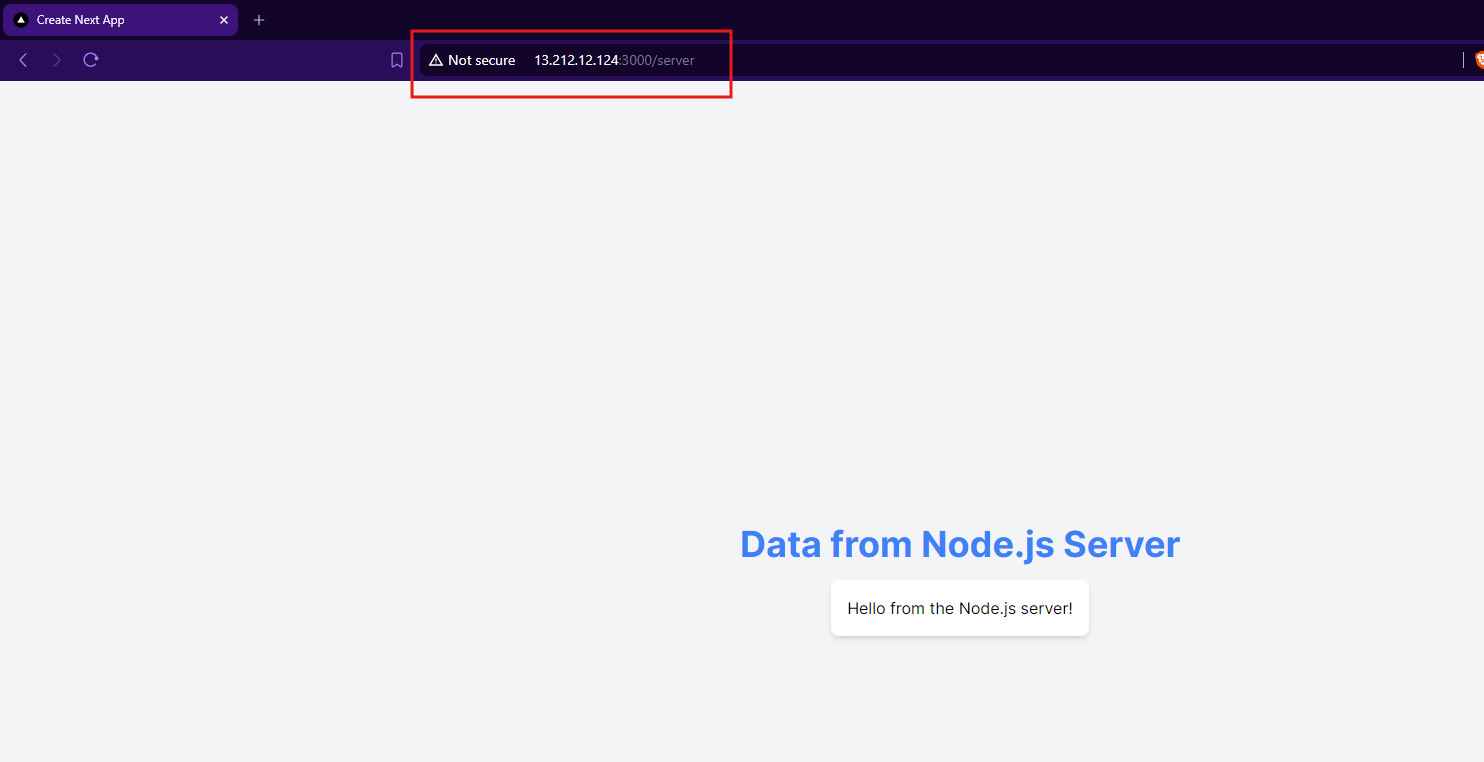 Create Next App
Not secure 13.212.12.124:3000/server
Data from Node.js Server
Hello from the Node.js server!